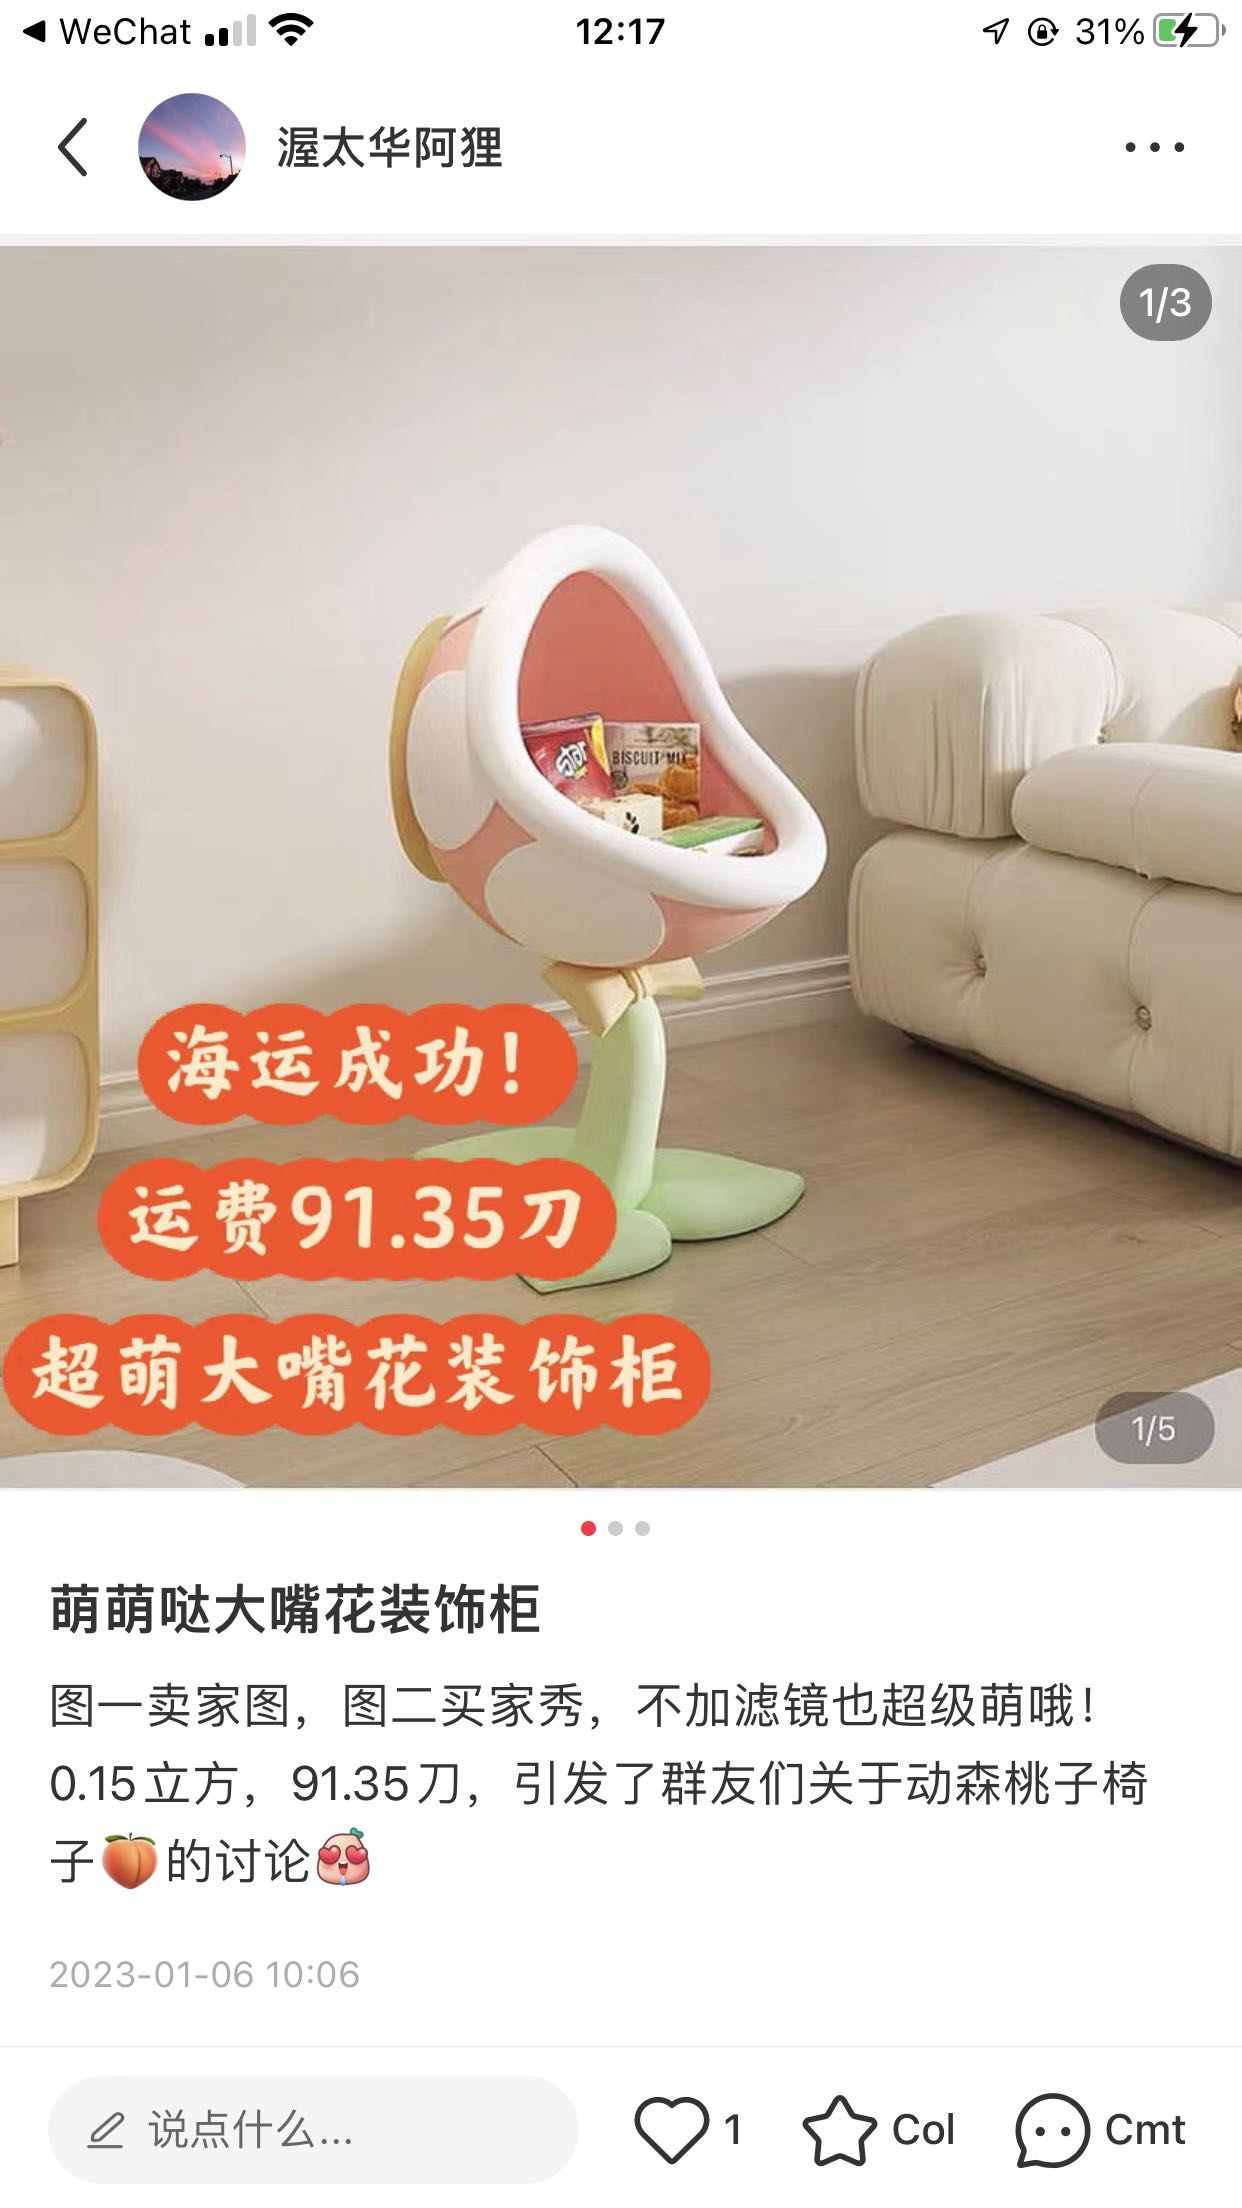 WeChat
12:17
31%
渥太华阿狸
1/3
star
BISCUIT MIX
海运成功！
运费91.35刀
超萌大嘴花装饰柜
1/5
萌萌哒大嘴花装饰柜
图一卖家图，图二买家秀，不加滤镜也超级萌哦！
0.15立方，91.35刀，引发了群友们关于动森桃子椅
子🍑的讨论
2023-01-06 10:06
说点什么...
1
Col
Cmt